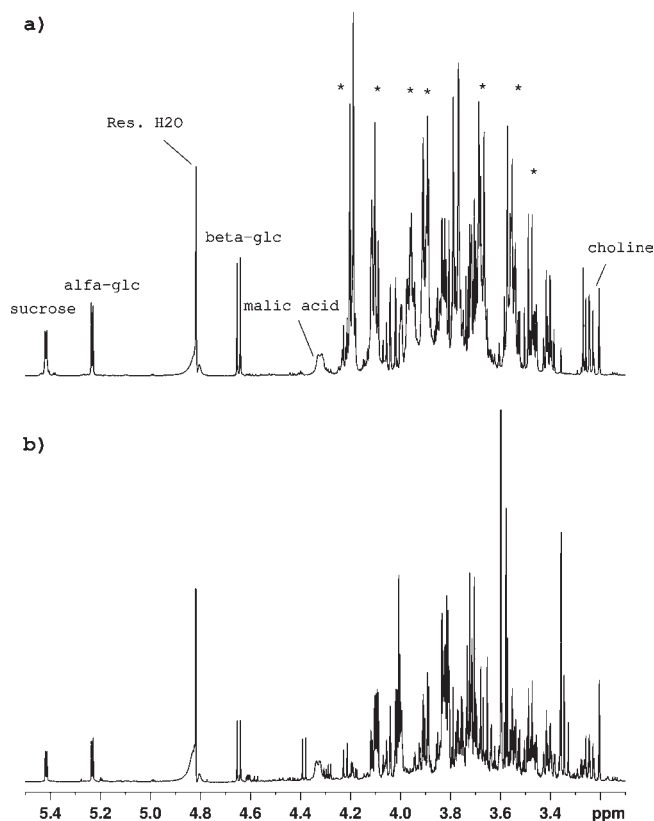 a)
* * * * * *
Res. H2O
*
beta-glc
choline
alfa-glc
malic acid
sucrose
b)
5.4 5.2 5.0 4.8 4.6 4.4 4.2 4.0 3.8 3.6 3.4 ppm